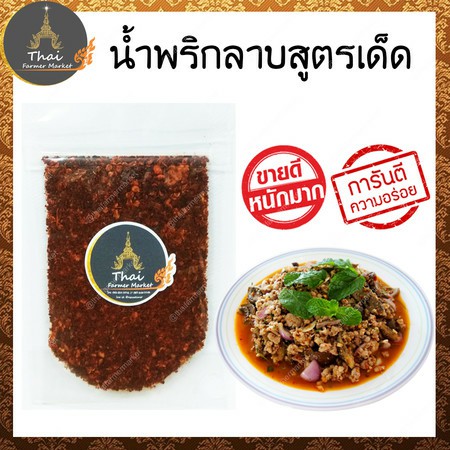 Thai
Farmer Market
น้ำพริกลาบสูตรเด็ด
ขายดี
หนักมาก
การันตี
ความอร่อย
Thai
Farmer Market